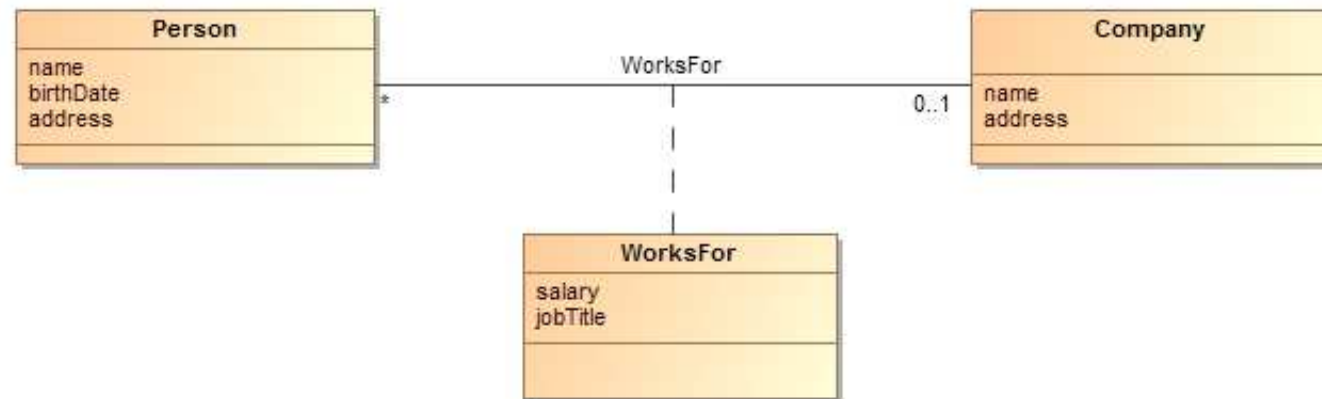 Person
name
birthDate
address
*
WorksFor
0..1
Company
name
address
WorksFor
salary
jobTitle